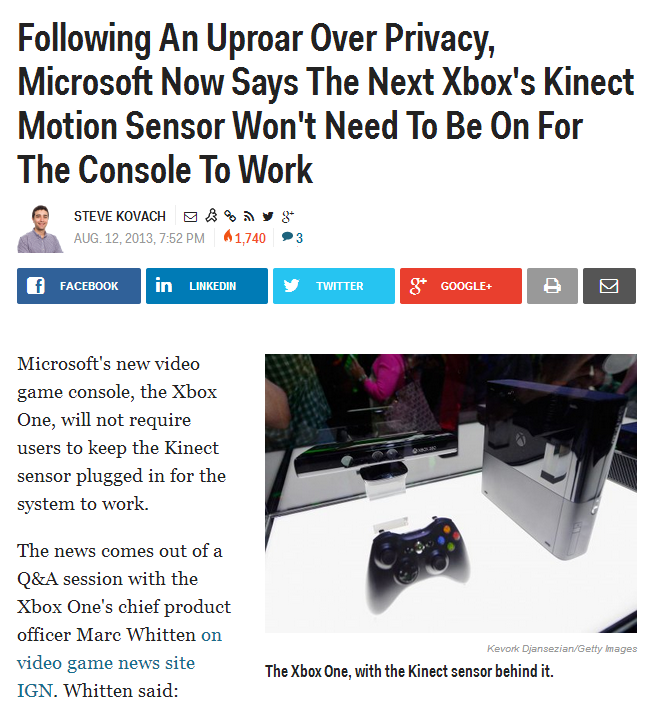 Following An Uproar Over Privacy,
Microsoft Now Says The Next Xbox's Kinect
Motion Sensor Won't Need To Be On For
The Console To Work
STEVE KOVACH
AUG. 12, 2013, 7:52 PM 1,740 3
FACEBOOK LINKEDIN TWITTER GOOGLE+
Microsoft's new video
game console, the Xbox
One, will not require
users to keep the Kinect
sensor plugged in for the
system to work.
The news comes out of a
Q&A session with the
Xbox One's chief product
officer Marc Whitten on
video game news site
IGN. Whitten said:
XBOX 360
Kevork Djansezian/Getty Images
The Xbox One, with the Kinect sensor behind it.